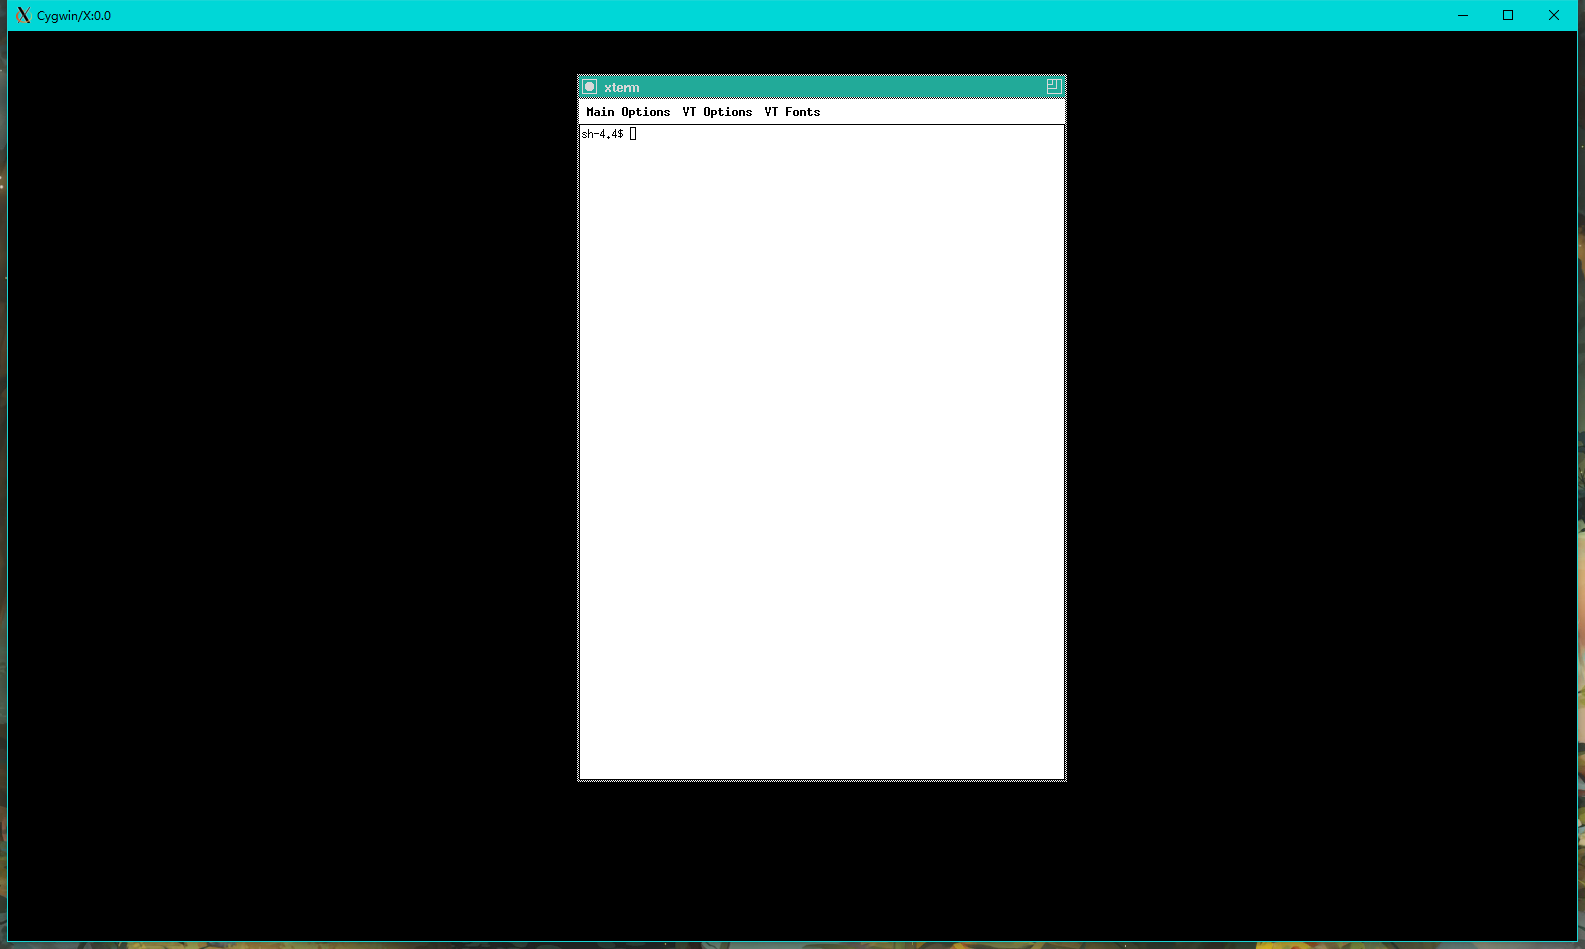 Cygwin/X:0.0
xterm
Main Options VT Options VT Fonts
sh-4.4$